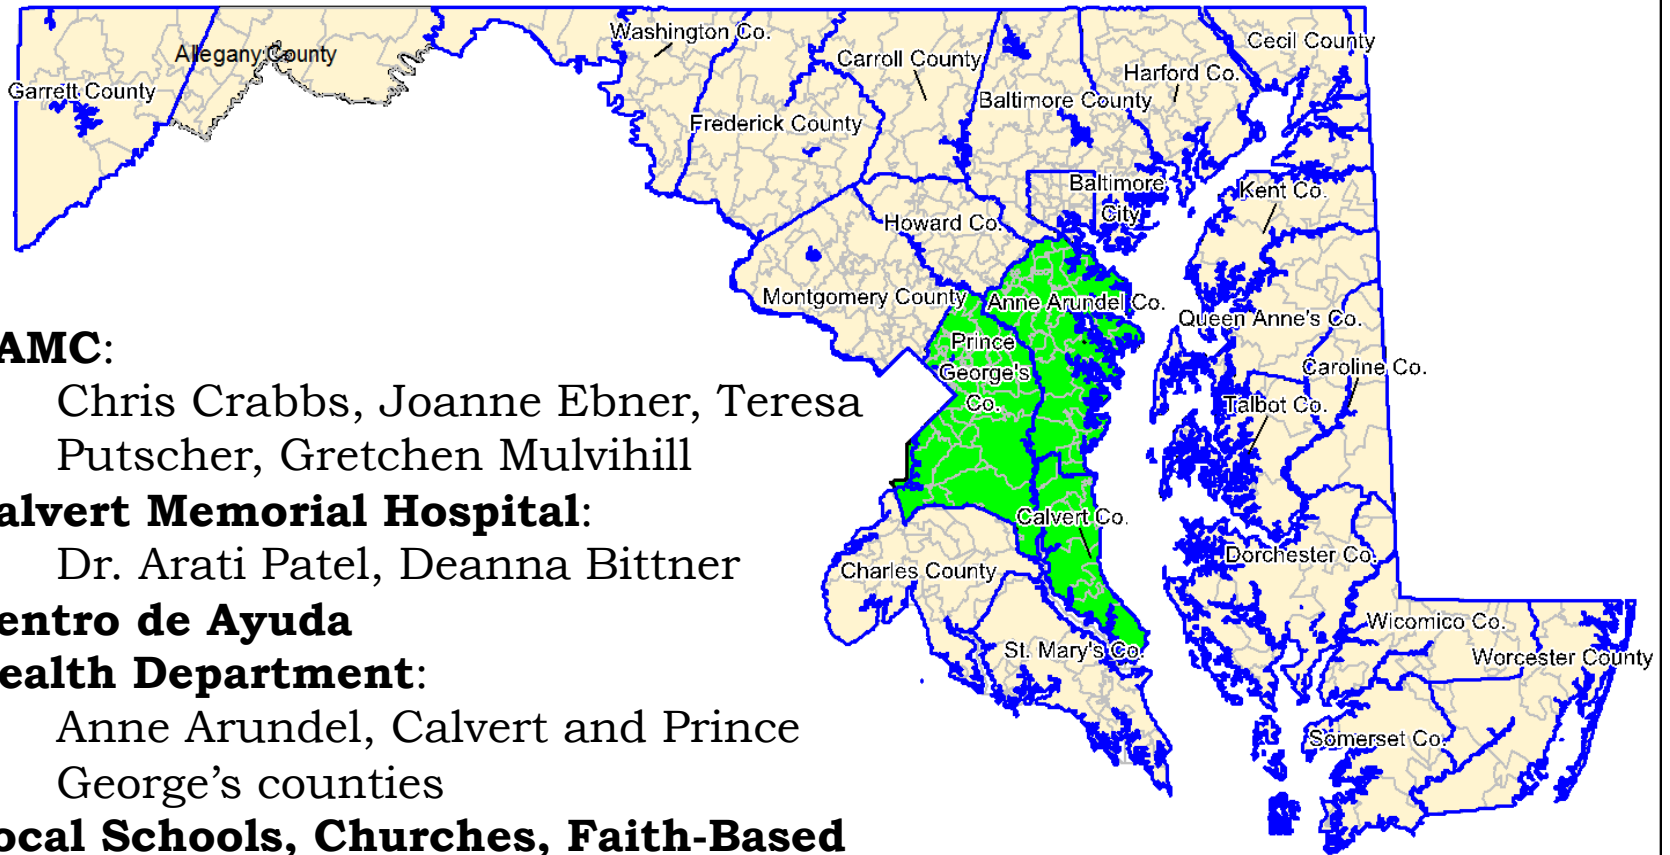 Washington Co.
Cecil County
Allegany County
Carroll County
Harford Co.
Garrett County
Baltimore County
Frederick County
Baltimore
City
Kent Co.
Howard Co.
Montgomery County
Anne Arundel Co.
Queen Anne's Co.
Prince
George's
Co.
Caroline Co.
Talbot Co.
Calvert Co.
Dorchester Co.
Charles County
Wicomico Co.
St. Mary's Co.
Worcester County
Somerset Co.
AMC:
Chris Crabbs, Joanne Ebner, Teresa
Putscher, Gretchen Mulvihill
alvert Memorial Hospital:
Dr. Arati Patel, Deanna Bittner
entro de Ayuda
ealth Department:
Anne Arundel, Calvert and Prince
George’s counties
ocal Schools, Churches, Faith-Based